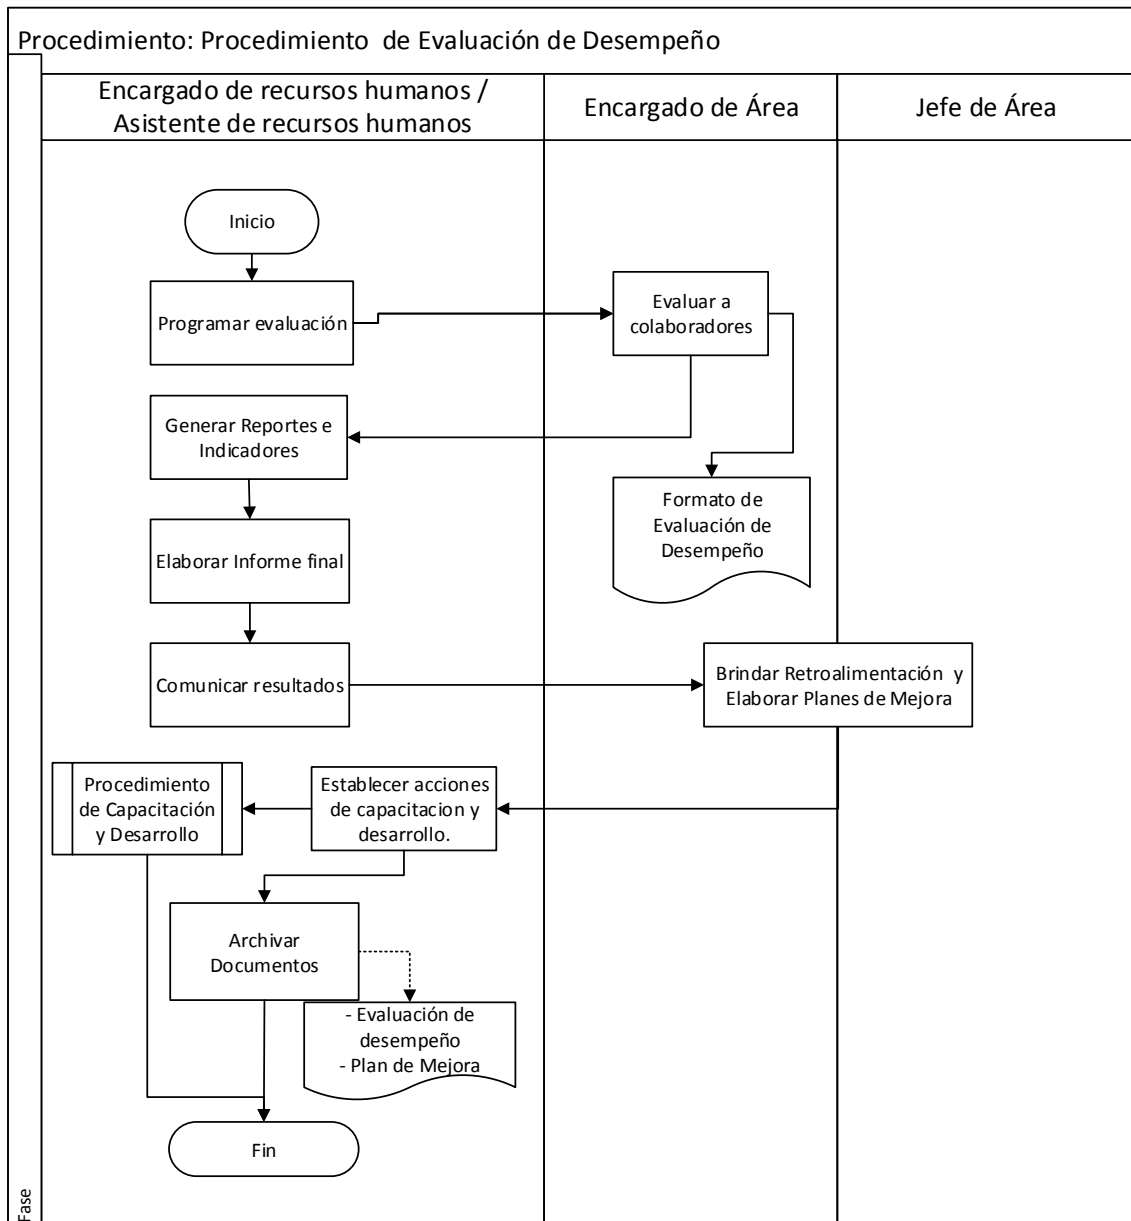 Procedimiento: Procedimiento  de Evaluación de Desempeño
Encargado de recursos humanos /
Asistente de recursos humanos
Encargado de Área
Jefe de Área
Inicio
Programar evaluación
Evaluar a
colaboradores
Generar Reportes e
Indicadores
Formato de
Evaluación de
Desempeño
Elaborar Informe final
Comunicar resultados
Brindar Retroalimentación  y
Elaborar Planes de Mejora
Procedimiento
de Capacitación
y Desarrollo
Establecer acciones
de capacitacion y
desarrollo.
Archivar
Documentos
- Evaluación de
desempeño
- Plan de Mejora
Fin
Fase